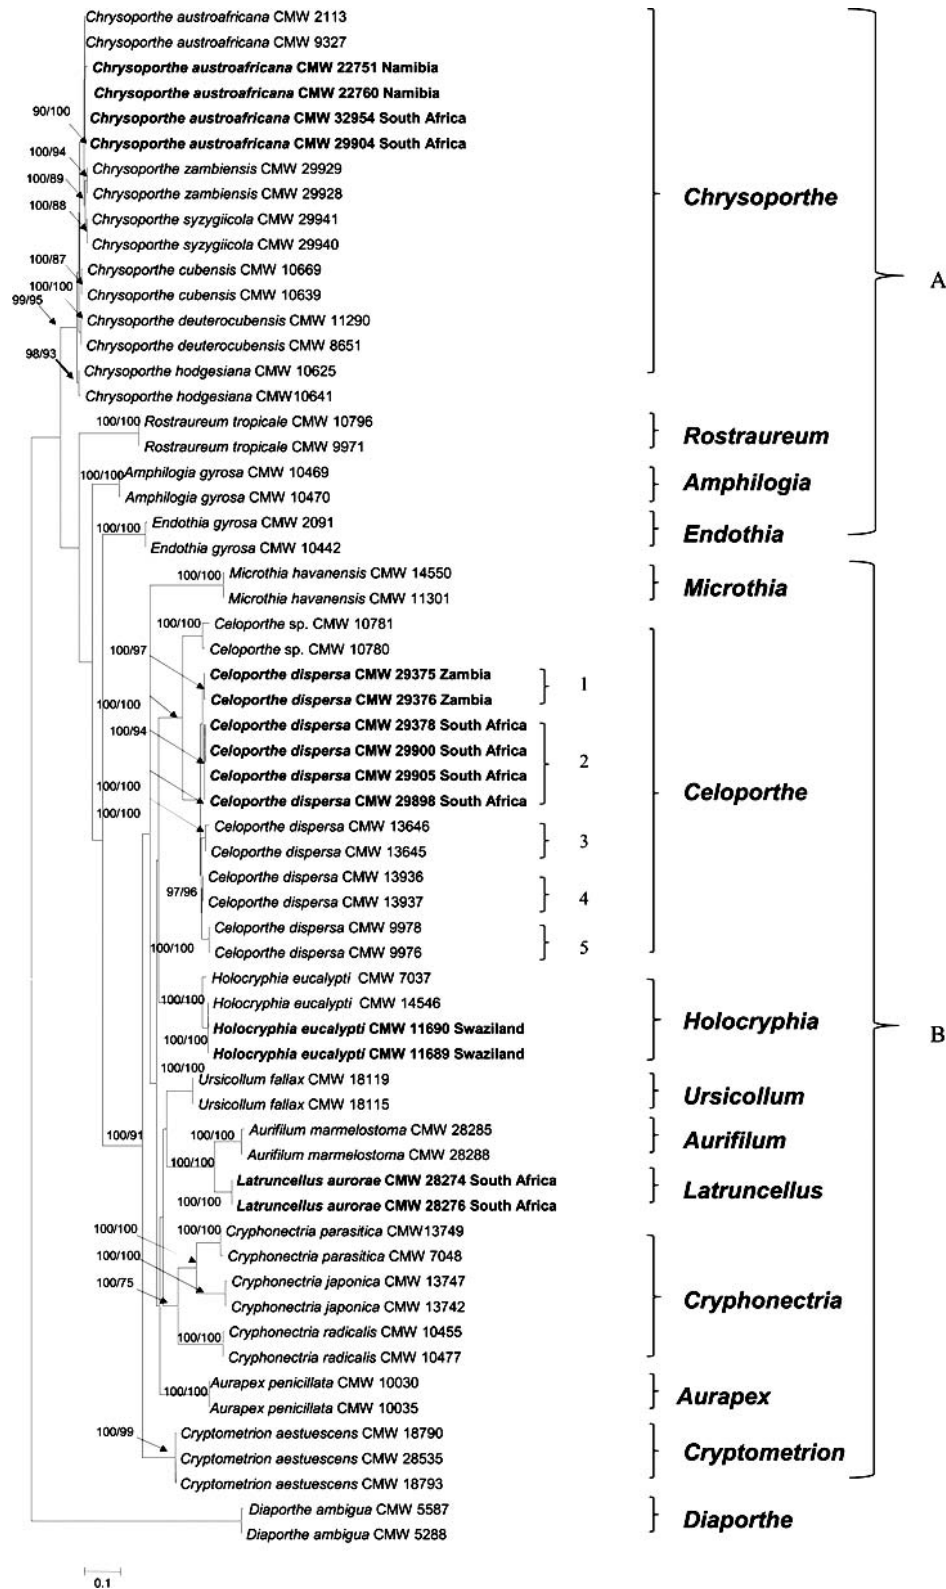 Chrysoporthe austroafricana CMW 2113
Chrysoporthe austroafricana CMW 9327
Chrysoporthe austroafricana CMW 22751 Namibia
Chrysoporthe austroafricana CMW 22760 Namibia
90/100
Chrysoporthe austroafricana CMW 32954 South Africa
Chrysoporthe austroafricana CMW 29904 South Africa
100/94
Chrysoporthe zambiensis CMW 29929
100/89
Chrysoporthe zambiensis CMW 29928
Chrysoporthe
100/88
Chrysoporthe syzygiicola CMW 29941
Chrysoporthe syzygiicola CMW 29940
100/87
Chrysoporthe cubensis CMW 10669
A
100/100
Chrysoporthe cubensis CMW 10639
99/95
Chrysoporthe deuterocubensis CMW 11290
Chrysoporthe deuterocubensis CMW 8651
98/93
Chrysoporthe hodgesiana CMW 10625
Chrysoporthe hodgesiana CMW10641
100/100
Rostraureum tropicale CMW 10796
Rostraureum
Rostraureum tropicale CMW 9971
100/100
Amphilogia gyrosa CMW 10469
Amphilogia
Amphilogia gyrosa CMW 10470
100/100
Endothia gyrosa CMW 2091
Endothia
Endothia gyrosa CMW 10442
100/100
Microthia havanensis CMW 14550
Microthia
Microthia havanensis CMW 11301
100/100
Celoporthe sp. CMW 10781
100/97
Celoporthe sp. CMW 10780
Celoporthe dispersa CMW 29375 Zambia
1
Celoporthe dispersa CMW 29376 Zambia
100/100
Celoporthe dispersa CMW 29378 South Africa
100/94
Celoporthe dispersa CMW 29900 South Africa
2
Celoporthe dispersa CMW 29905 South Africa
100/100
Celoporthe
Celoporthe dispersa CMW 29898 South Africa
100/100
Celoporthe dispersa CMW 13646
3
Celoporthe dispersa CMW 13645
Celoporthe dispersa CMW 13936
97/96
4
Celoporthe dispersa CMW 13937
Celoporthe dispersa CMW 9978
100/100
5
Celoporthe dispersa CMW 9976
Holocryphia eucalypti CMW 7037
100/100
Holocryphia eucalypti CMW 14546
Holocryphia
Holocryphia eucalypti CMW 11690 Swaziland
B
100/100
Holocryphia eucalypti CMW 11689 Swaziland
100/100
Ursicollum fallax CMW 18119
Ursicollum
Ursicollum fallax CMW 18115
100/91
100/100
Aurifilum marmelostoma CMW 28285
Aurifilum
Aurifilum marmelostoma CMW 28288
100/100
Latruncellus aurorae CMW 28274 South Africa
Latruncellus
100/100
Latruncellus aurorae CMW 28276 South Africa
100/100
100/100
Cryphonectria parasitica CMW13749
100/100
Cryphonectria parasitica CMW 7048
100/75
Cryphonectria japonica CMW 13747
Cryphonectria
Cryphonectria japonica CMW 13742
100/100
Cryphonectria radicalis CMW 10455
Cryphonectria radicalis CMW 10477
100/100
Aurapex penicillata CMW 10030
Aurapex
Aurapex penicillata CMW 10035
100/99
Cryptometrion aestuescens CMW 18790
Cryptometrion
Cryptometrion aestuescens CMW 28535
Cryptometrion aestuescens CMW 18793
Diaporthe ambigua CMW 5587
Diaporthe
Diaporthe ambigua CMW 5288
0.1